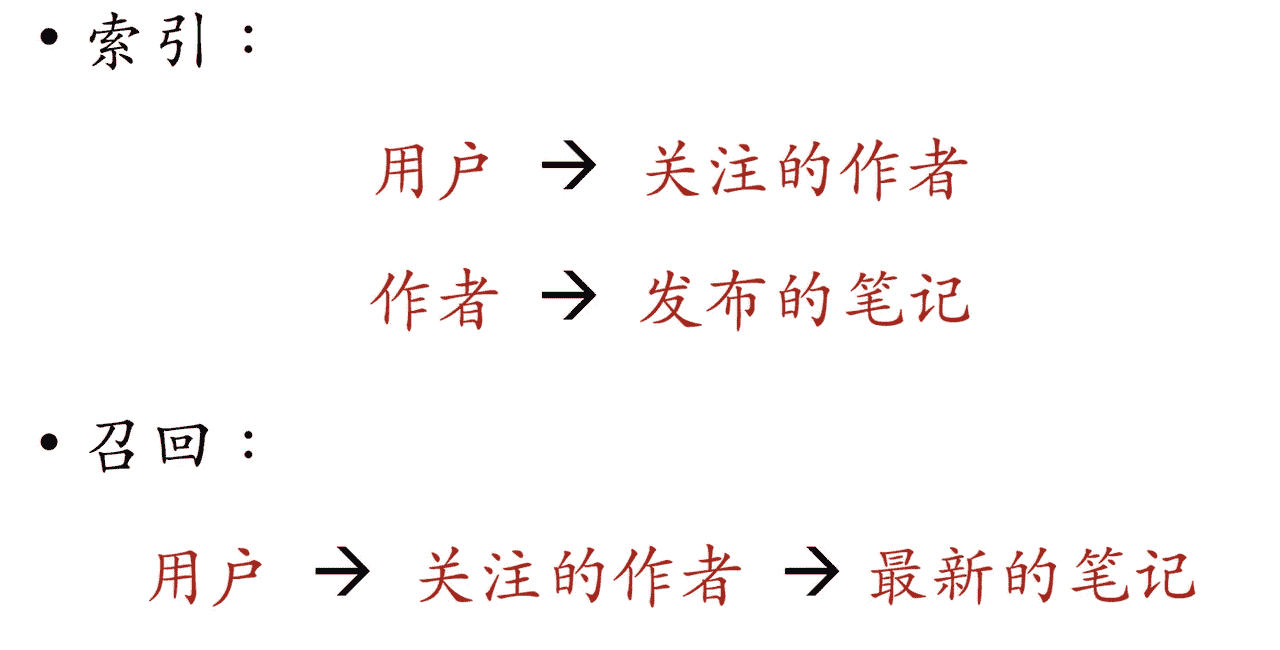 • 索引：
用户 → 关注的作者
作者 → 发布的笔记
• 召回：
用户 → 关注的作者 → 最新的笔记